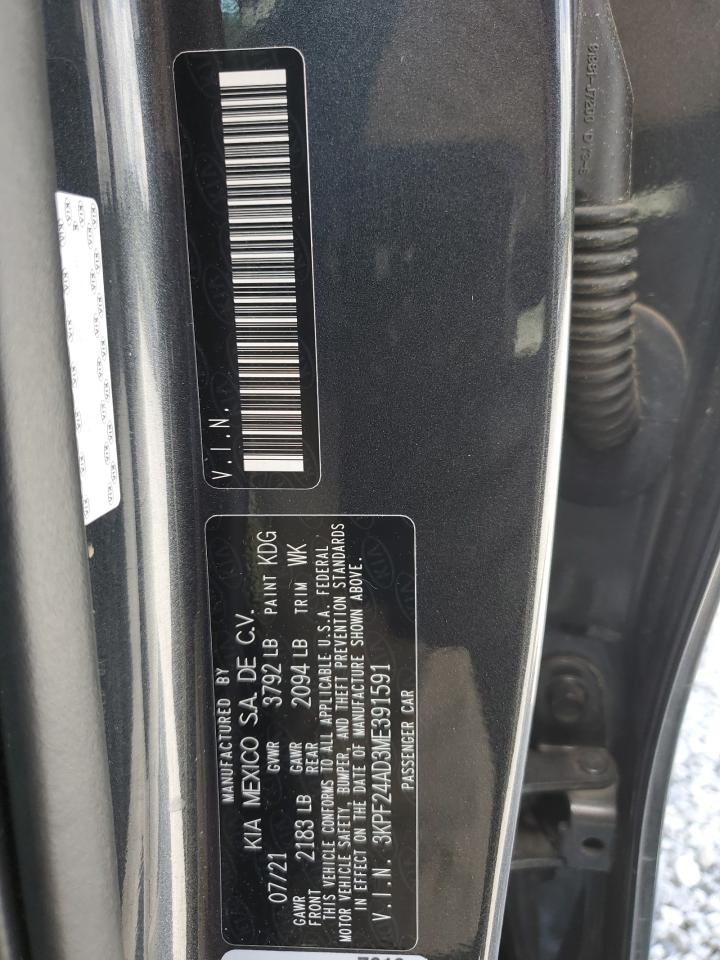 V.I.N.
MANUFACTURED BY
KIA MEXICO S.A. DE C.V.
07/21 GVWR 3792 LB PAINT KDG
GAWR FRONT 2183 LB GAWR REAR 2094 LB TRIM WK
THIS VEHICLE CONFORMS TO ALL APPLICABLE U.S.A. FEDERAL
MOTOR VEHICLE SAFETY, BUMPER, AND THEFT PREVENTION STANDARDS
IN EFFECT ON THE DATE OF MANUFACTURE SHOWN ABOVE.
V.I.N. 3KPF24AD3ME391591
PASSENGER CAR
KIA